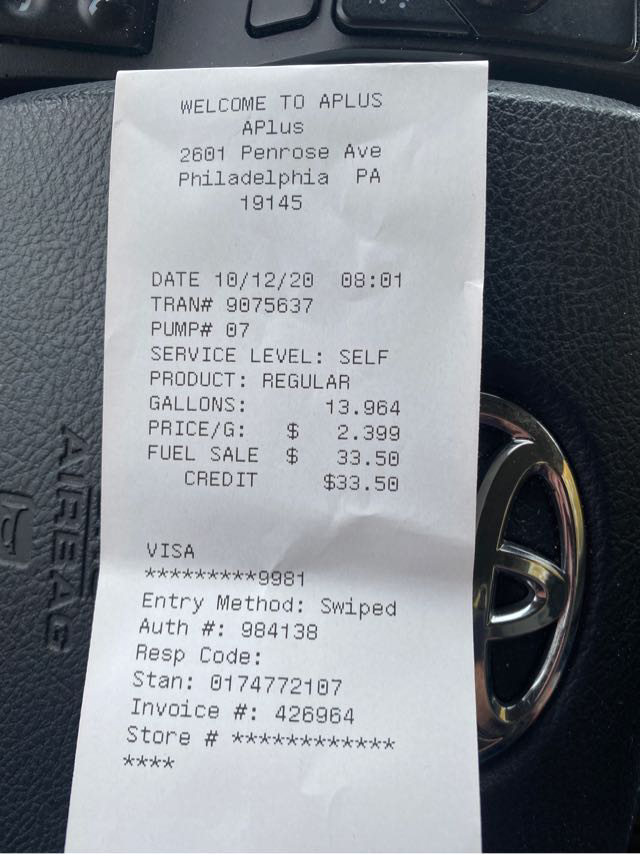 WELCOME TO APLUS
APlus
2601 Penrose Ave
Philadelphia PA
19145
DATE 10/12/20 08:01
TRAN# 9075637
PUMP# 07
SERVICE LEVEL: SELF
PRODUCT: REGULAR
GALLONS: 13.964
PRICE/G: $ 2.399
FUEL SALE $ 33.50
CREDIT $33.50
VISA
*********9981
Entry Method: Swiped
Auth #: 984138
Resp Code:
Stan: 0174772107
Invoice #: 426964
Store # ************
****
AIRBAG